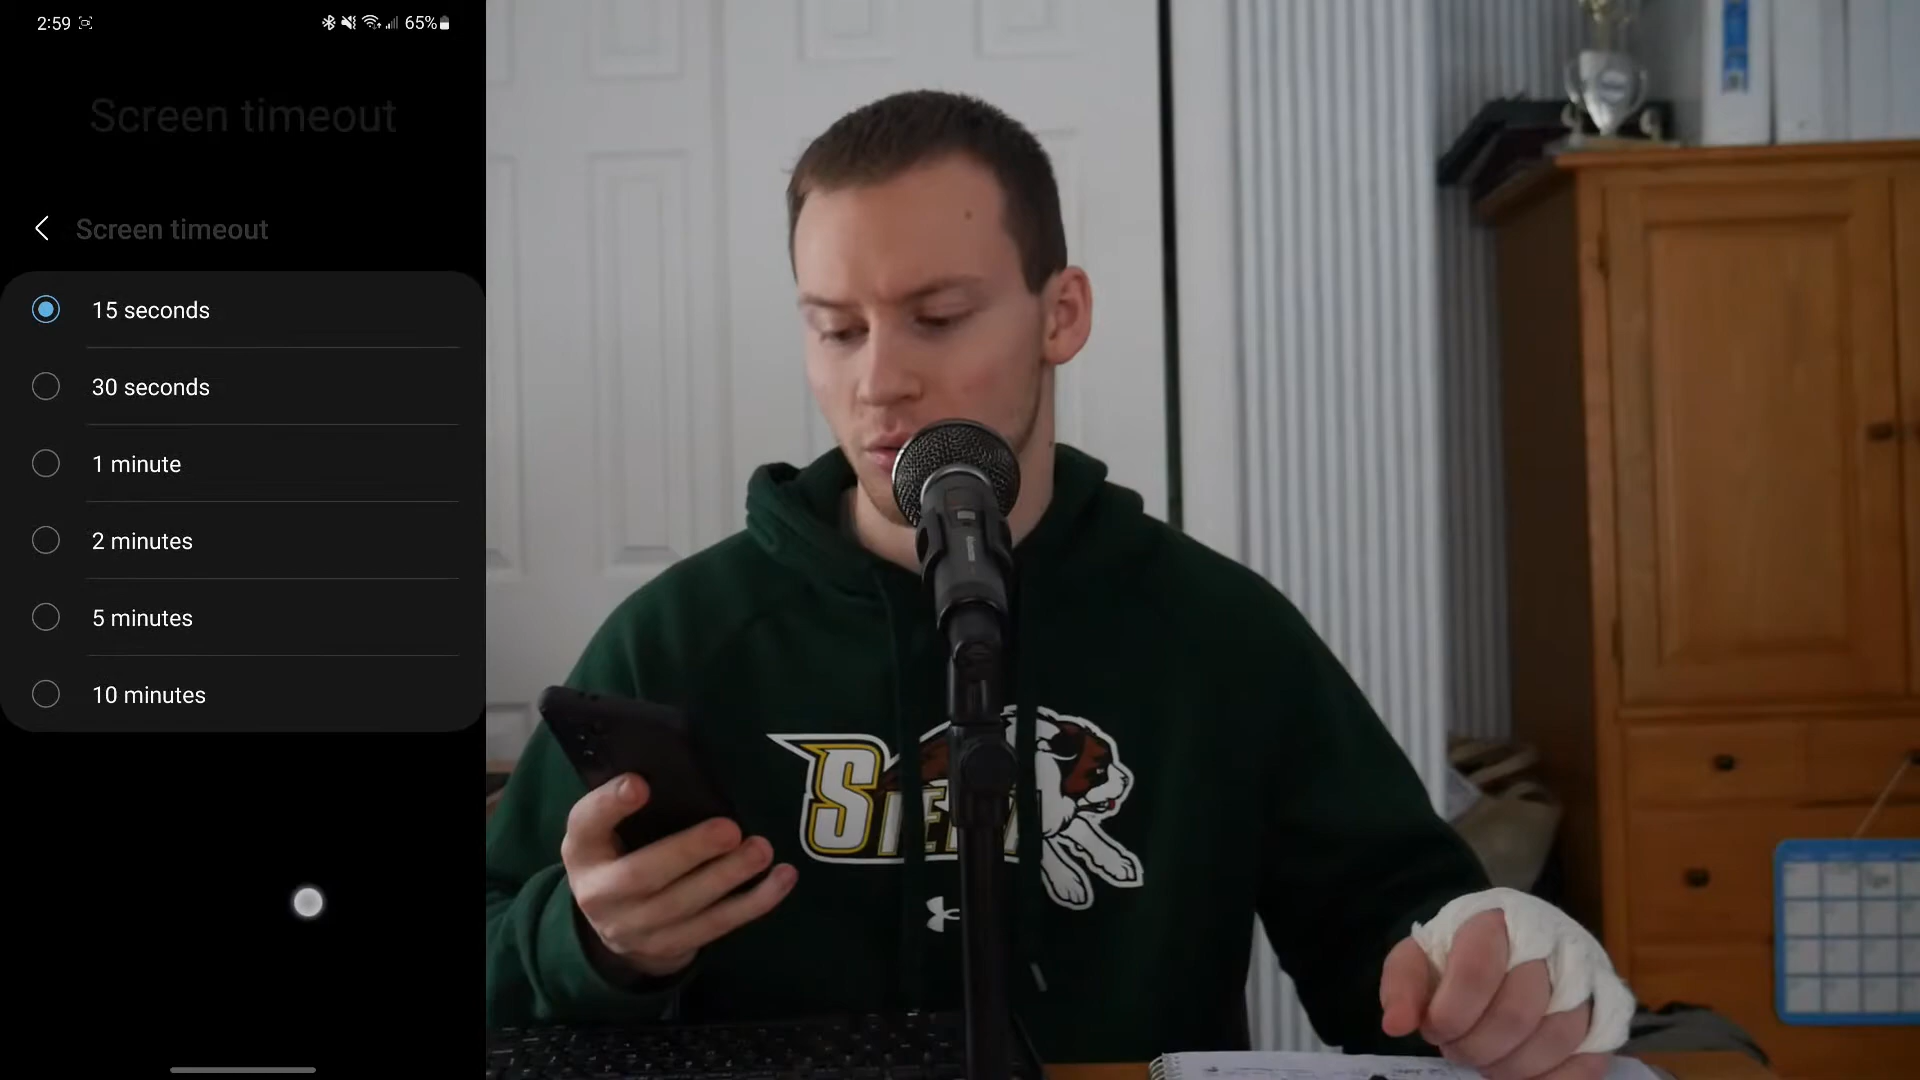 2:59
65%
Screen timeout
Screen timeout
15 seconds
30 seconds
1 minute
2 minutes
5 minutes
10 minutes